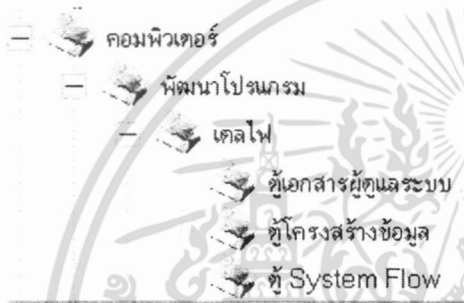 คอมพิวเตอร์
พัฒนาโปรแกรม
เดลไฟ
ตู้เอกสารผู้ดูแลระบบ
ตู้โครงสร้างข้อมูล
ตู้ System Flow